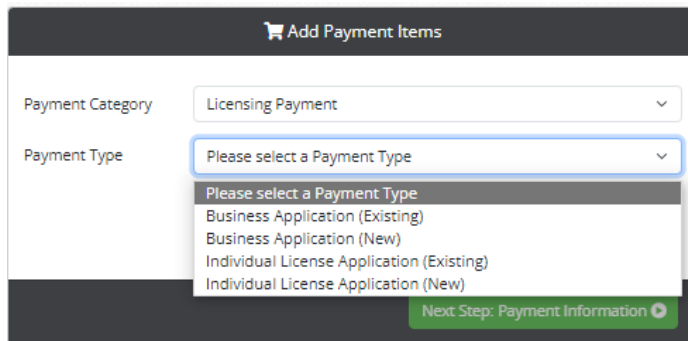 Add Payment Items
Payment Category
Licensing Payment
Payment Type
Please select a Payment Type
Please select a Payment Type
Business Application (Existing)
Business Application (New)
Individual License Application (Existing)
Individual License Application (New)
Next Step: Payment Information